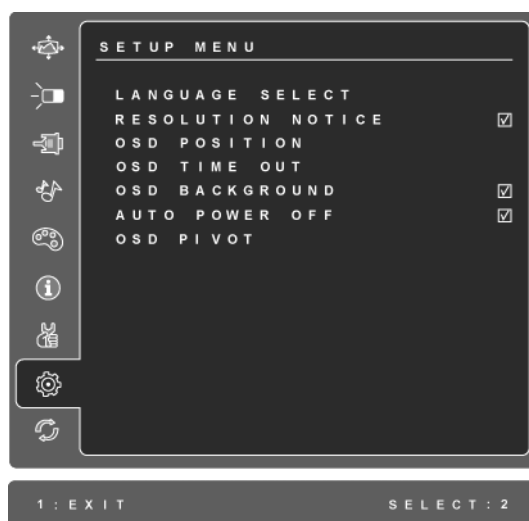 SETUP MENU
LANGUAGE SELECT
RESOLUTION NOTICE
OSD POSITION
OSD TIME OUT
OSD BACKGROUND
AUTO POWER OFF
OSD PIVOT
1:EXIT SELECT:2